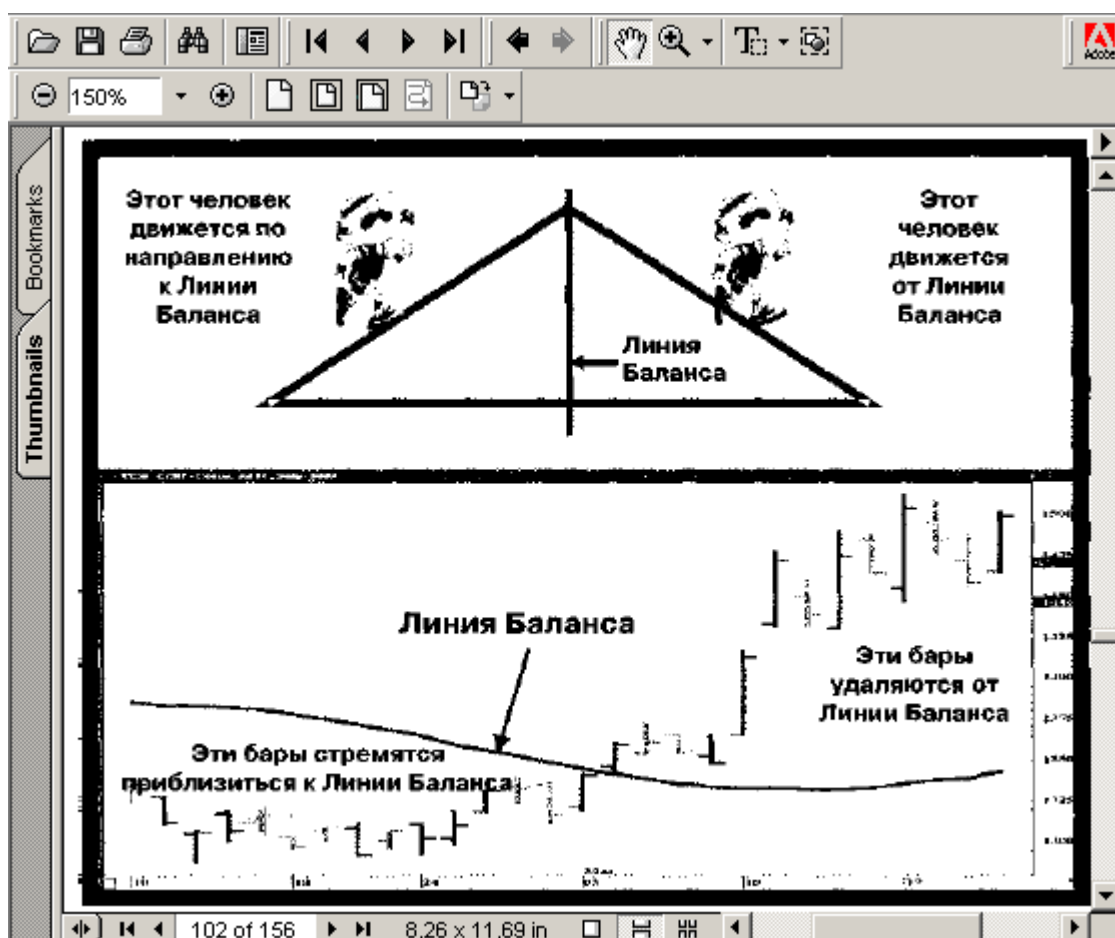 Adobe
150%
Bookmarks
Thumbnails
Этот человек
движется по
направлению
к Линии
Баланса
Этот
человек
движется
от Линии
Баланса
Линия
Баланса
Линия Баланса
Эти бары
удаляются от
Линии Баланса
Эти бары стремятся
приблизиться к Линии Баланса
102 of 156
8.26 x 11.69 in